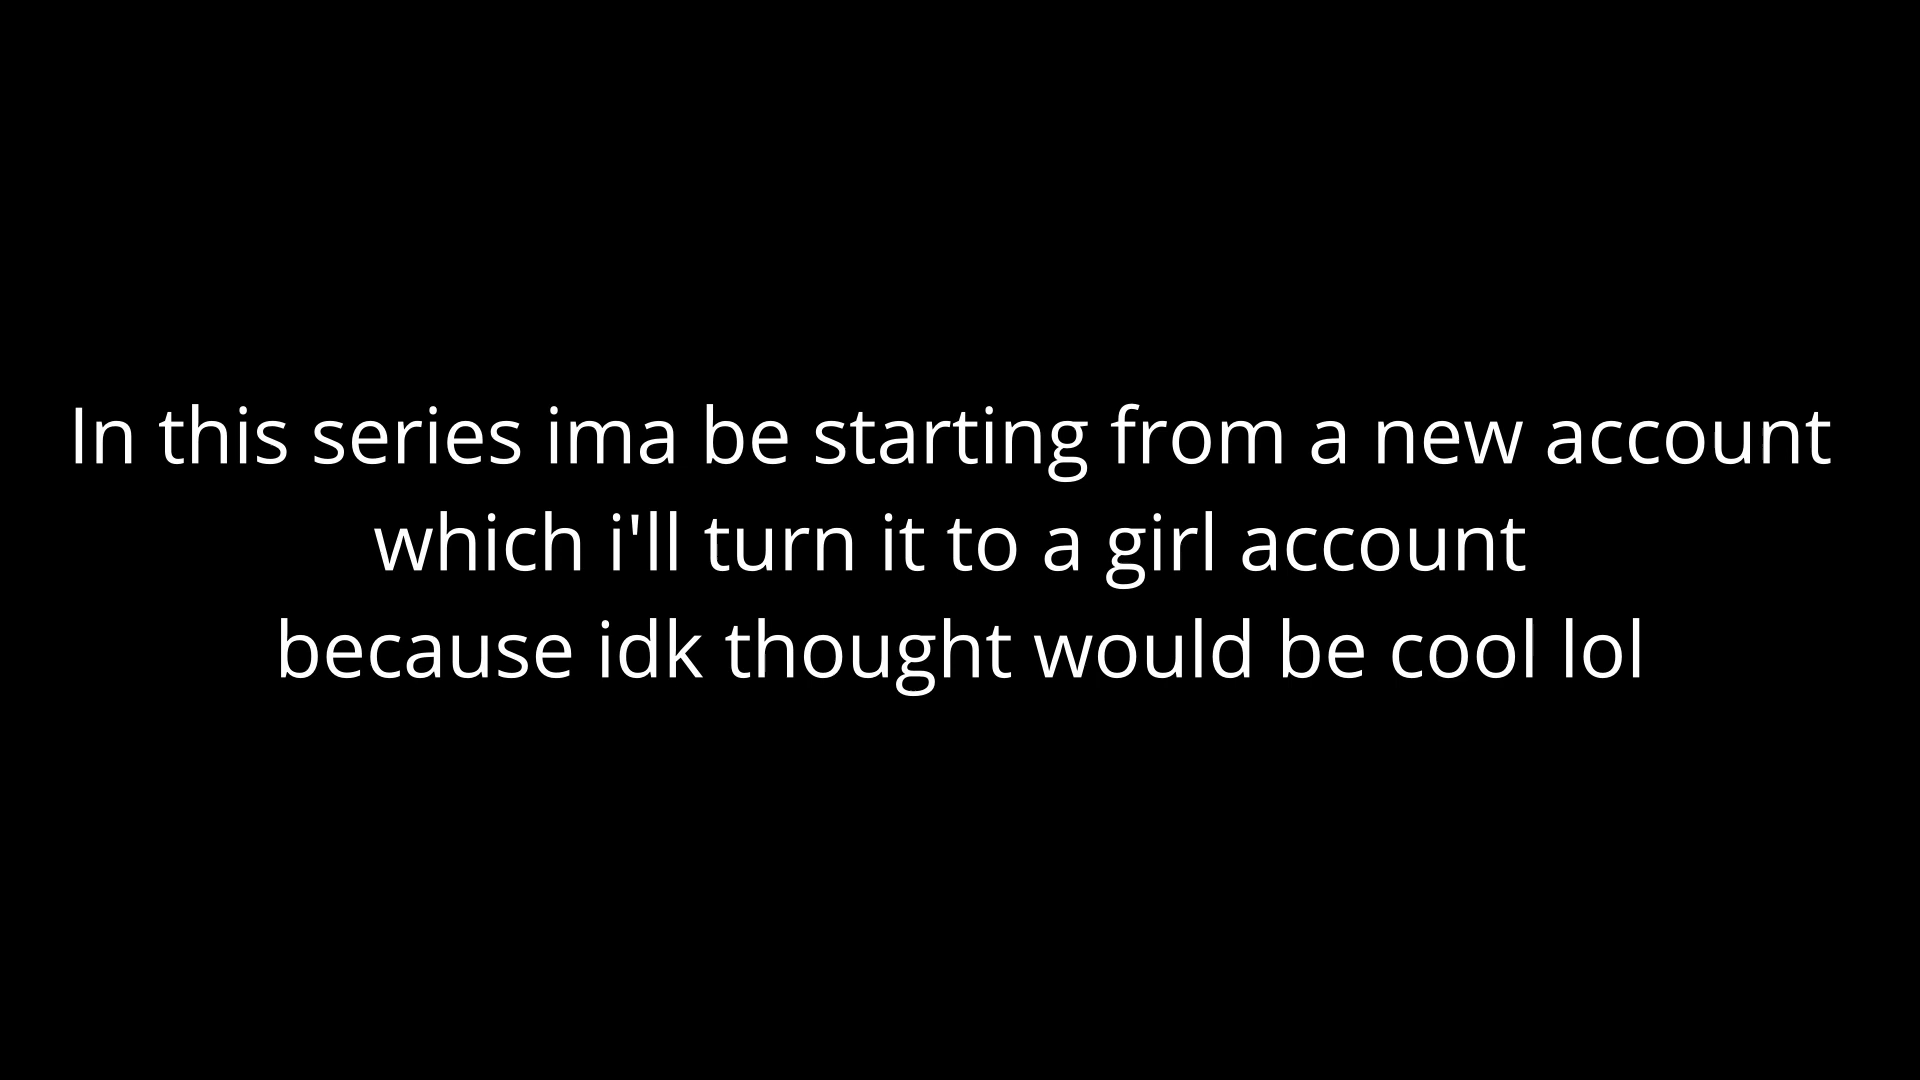 In this series ima be starting from a new account
which i'll turn it to a girl account
because idk thought would be cool lol